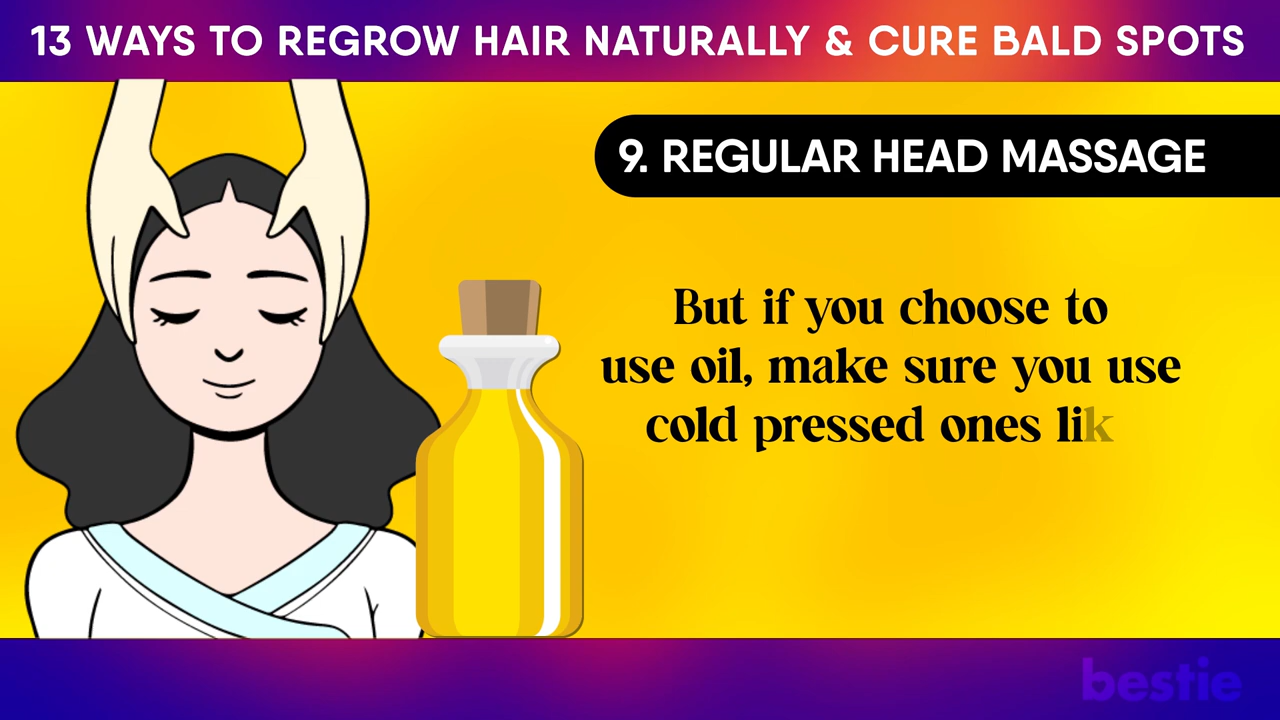 13 WAYS TO REGROW HAIR NATURALLY & CURE BALD SPOTS
9. REGULAR HEAD MASSAGE
But if you choose to
use oil, make sure you use
cold pressed ones lik
bestie